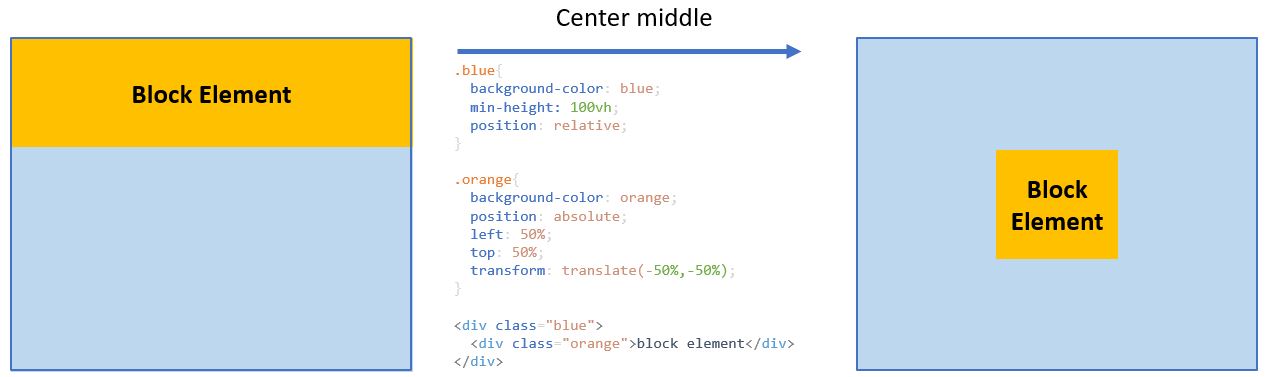 Center middle
Block Element
.blue{
background-color: blue;
min-height: 100vh;
position: relative;
}
.orange{
background-color: orange;
position: absolute;
left: 50%;
top: 50%;
transform: translate(-50%,-50%);
}
<div class="blue">
<div class="orange">block element</div>
</div>
Block
Element